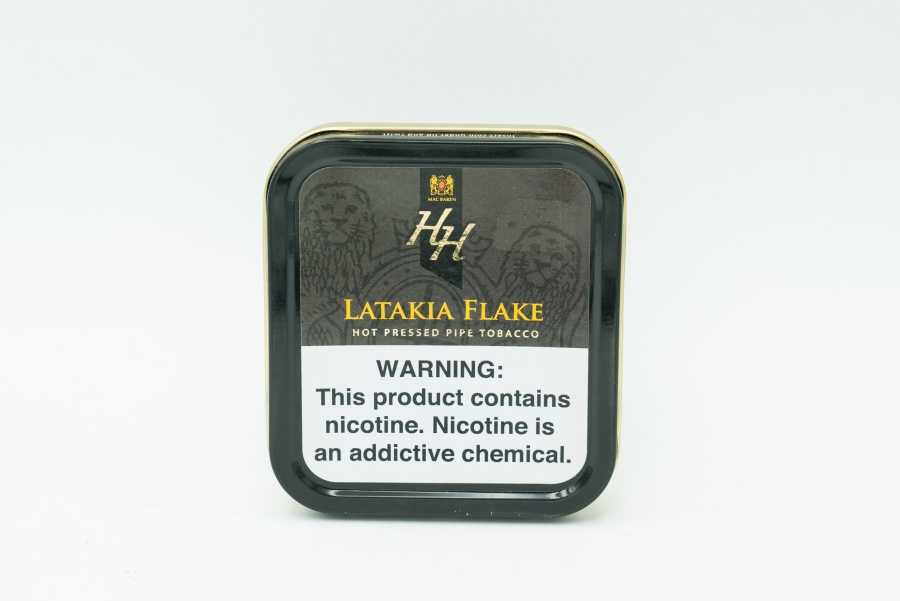 MAC BAREN
HH
LATAKIA FLAKE
HOT PRESSED PIPE TOBACCO
WARNING:
This product contains
nicotine. Nicotine is
an addictive chemical.